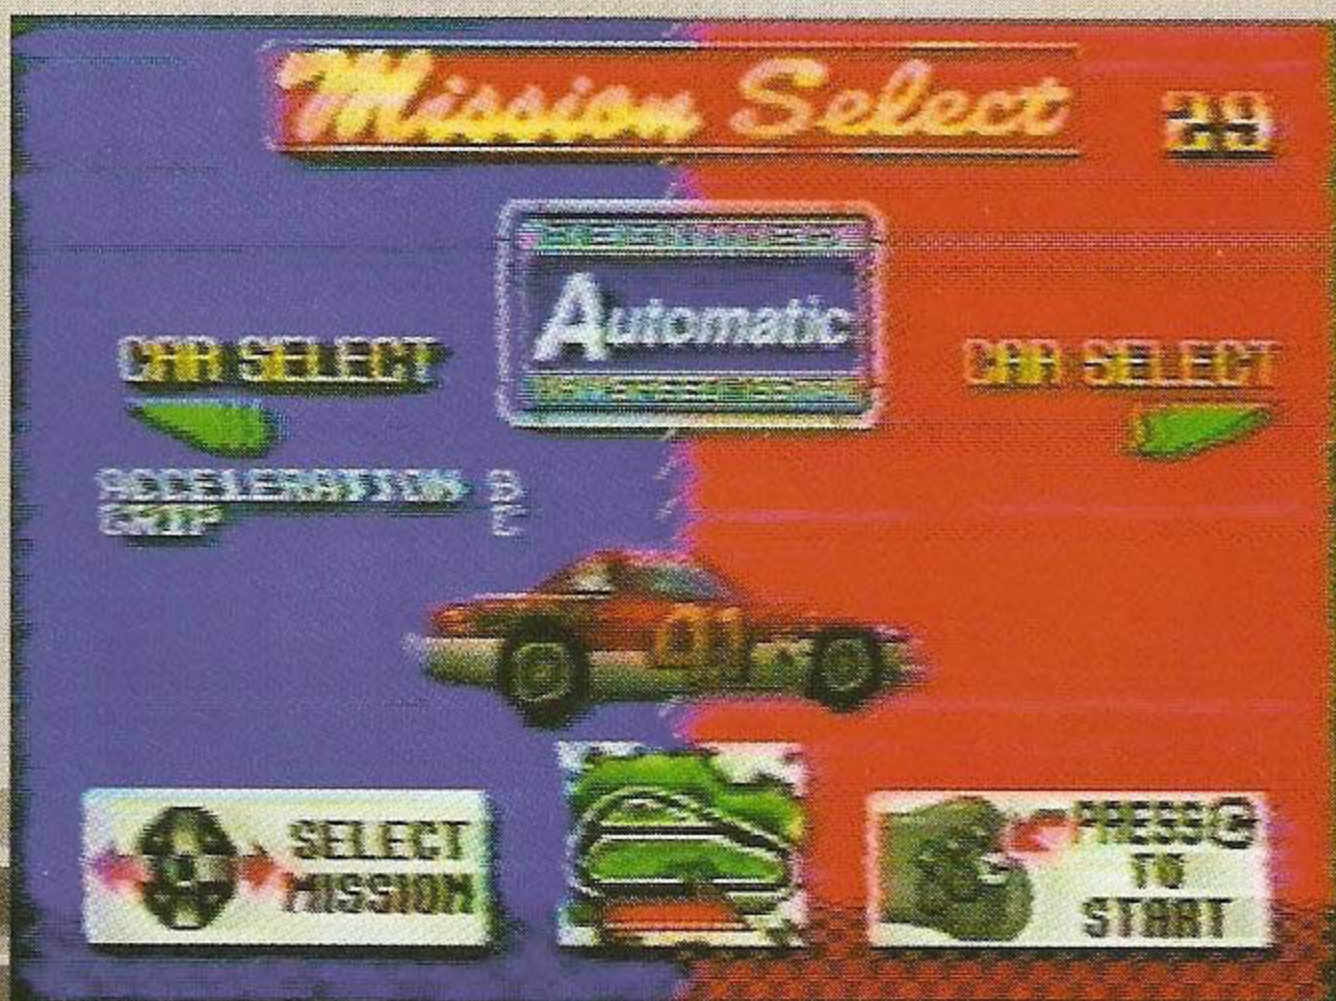 Mission Select 29
Automatic
CAR SELECT CAR SELECT
ACCELERATION B
GRIP C
SELECT
MISSION
PRESS C
TO
START